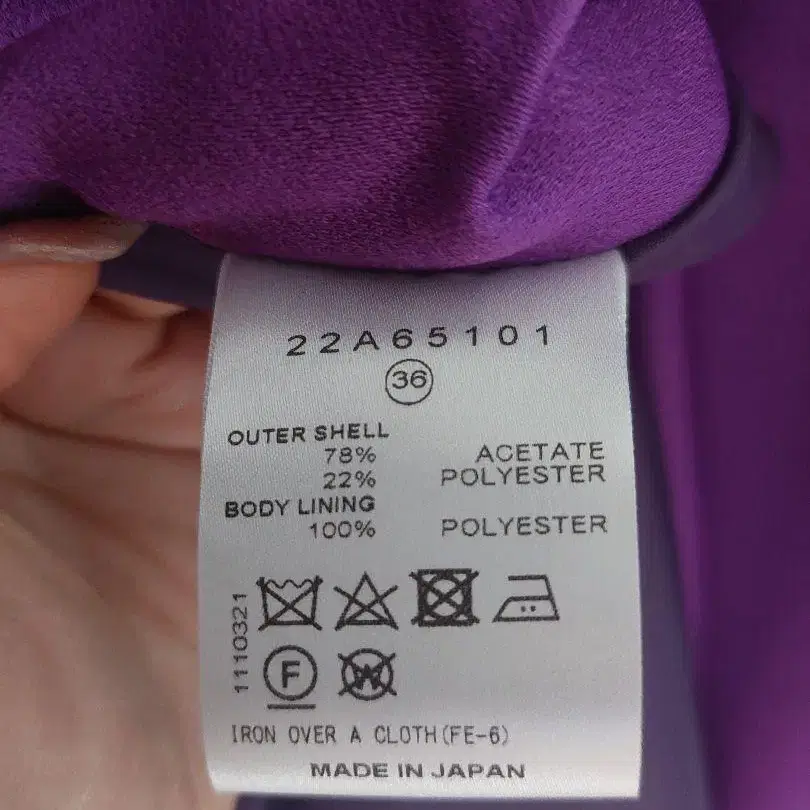 22A65101
36
OUTER SHELL
78% ACETATE
22% POLYESTER
BODY LINING
100% POLYESTER
1110321
F
W
IRON OVER A CLOTH(FE-6)
MADE IN JAPAN